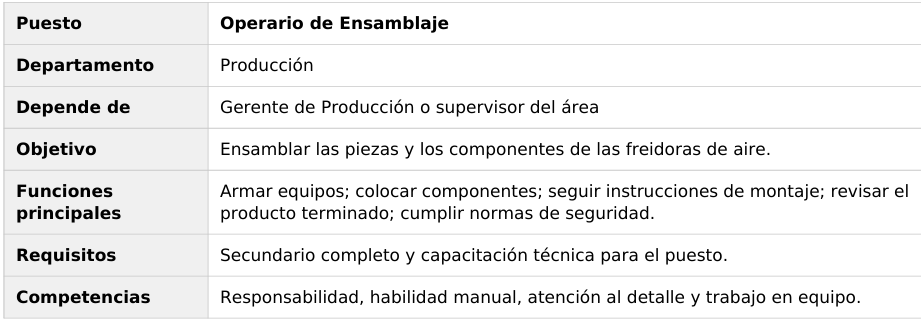 Puesto Operario de Ensamblaje
Departamento Producción
Depende de Gerente de Producción o supervisor del área
Objetivo Ensamblar las piezas y los componentes de las freidoras de aire.
Funciones principales Armar equipos; colocar componentes; seguir instrucciones de montaje; revisar el
producto terminado; cumplir normas de seguridad.
Requisitos Secundario completo y capacitación técnica para el puesto.
Competencias Responsabilidad, habilidad manual, atención al detalle y trabajo en equipo.